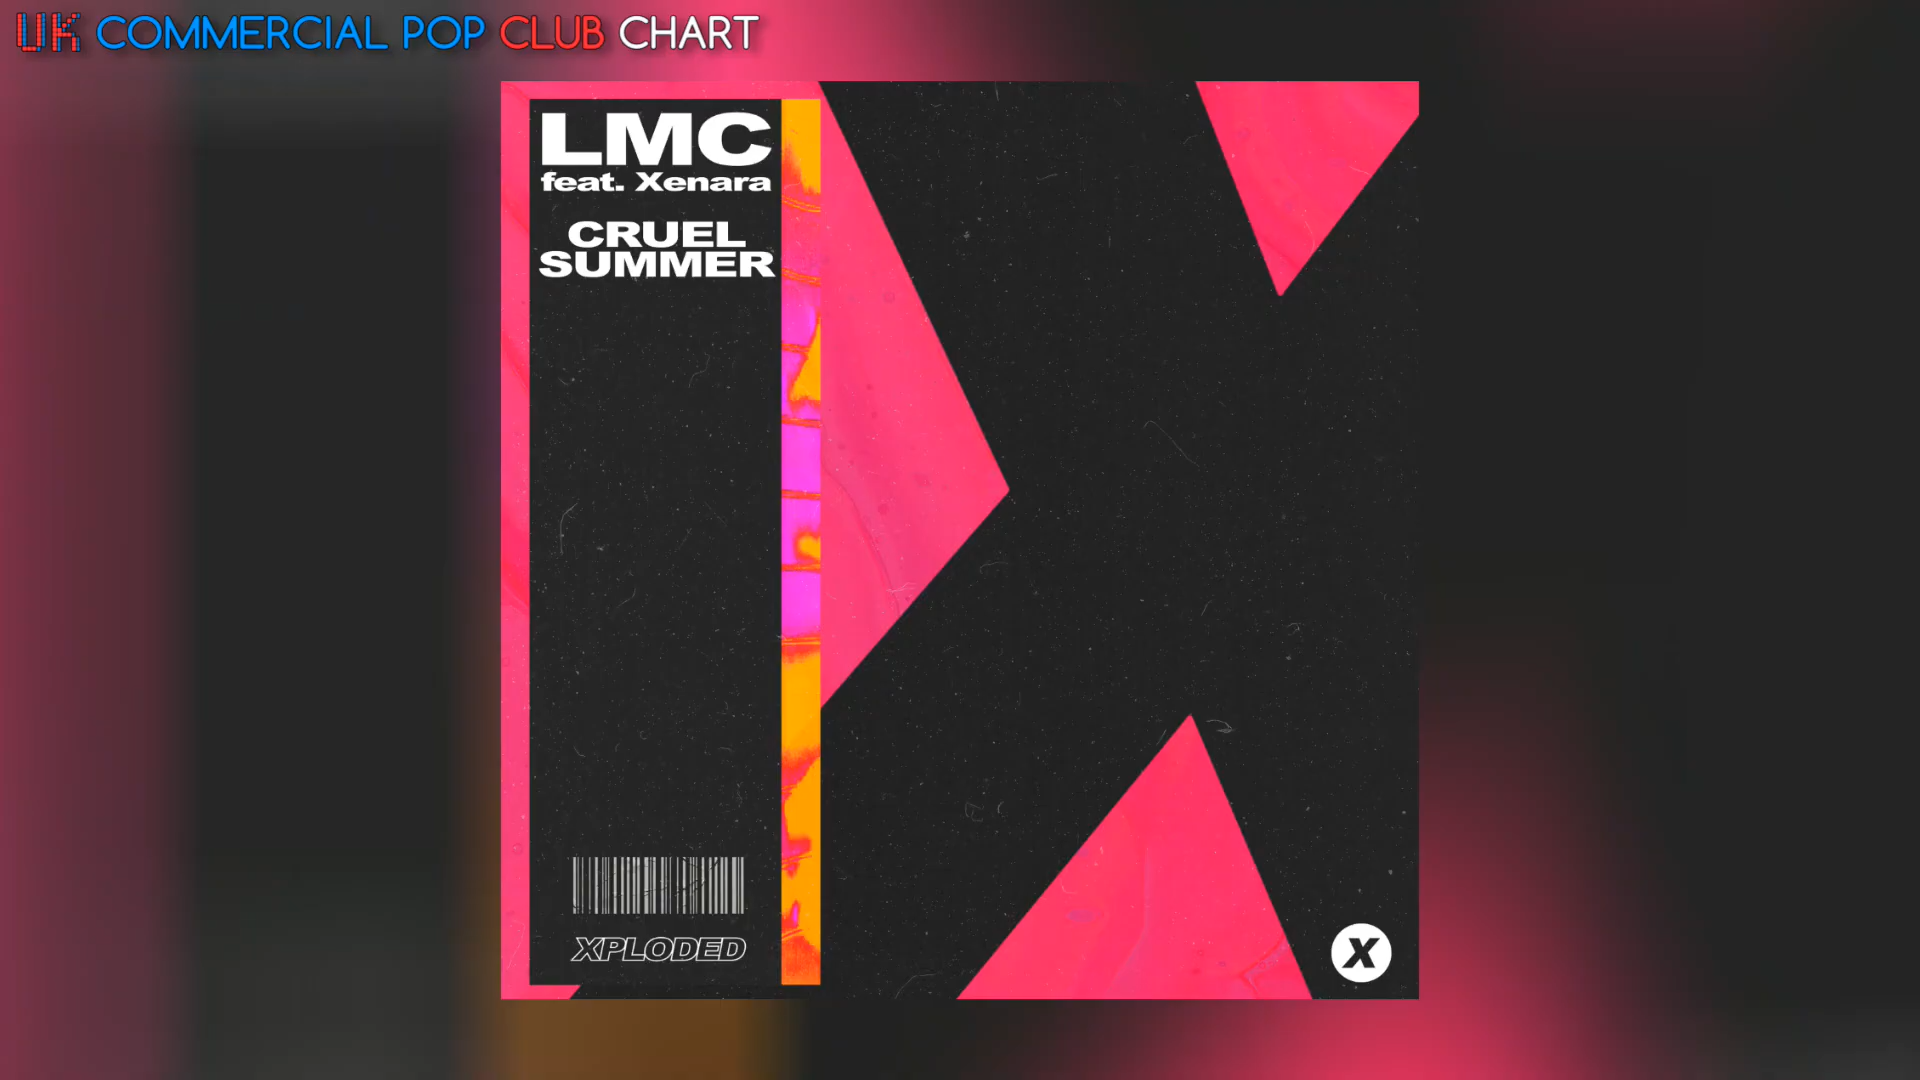 UK COMMERCIAL POP CLUB CHART
LMC
feat. Xenara
CRUEL
SUMMER
XPLODED
X